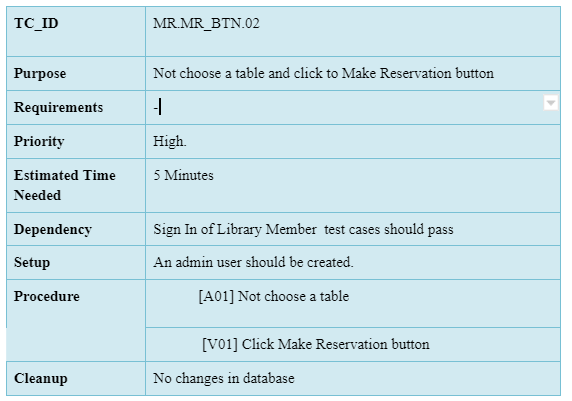 TC_ID MR.MR_BTN.02
Purpose Not choose a table and click to Make Reservation button
Requirements -
Priority High.
Estimated Time 5 Minutes
Needed
Dependency Sign In of Library Member test cases should pass
Setup An admin user should be created.
Procedure [A01] Not choose a table
[V01] Click Make Reservation button
Cleanup No changes in database